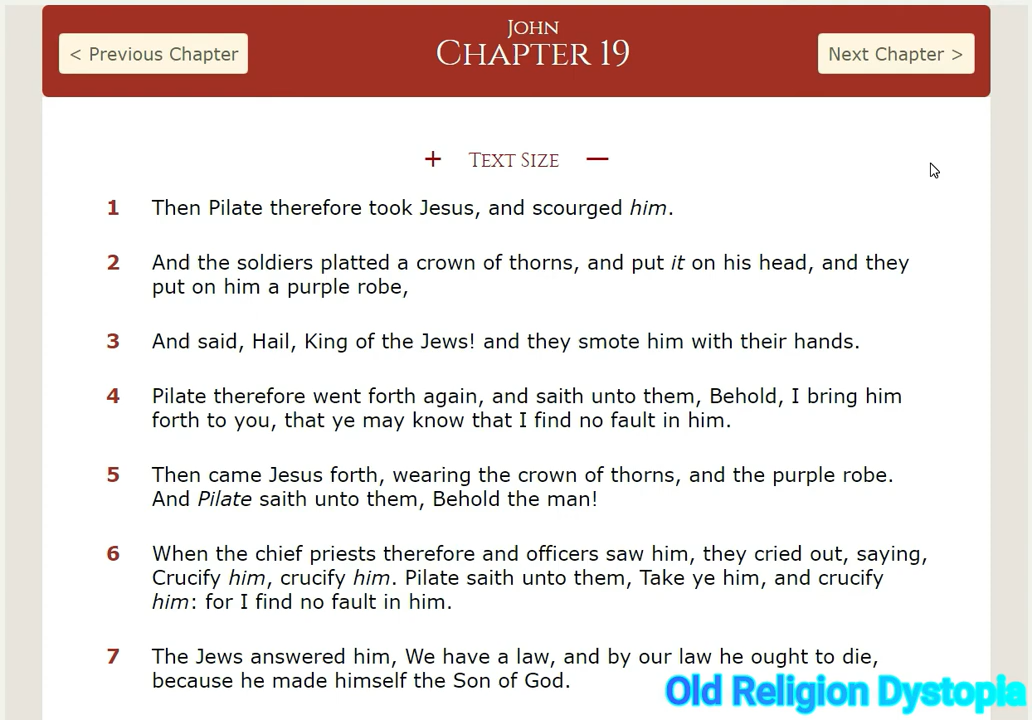 JOHN
CHAPTER 19
< Previous Chapter
Next Chapter >
+ TEXT SIZE —
1 Then Pilate therefore took Jesus, and scourged him.
2 And the soldiers platted a crown of thorns, and put it on his head, and they
put on him a purple robe,
3 And said, Hail, King of the Jews! and they smote him with their hands.
4 Pilate therefore went forth again, and saith unto them, Behold, I bring him
forth to you, that ye may know that I find no fault in him.
5 Then came Jesus forth, wearing the crown of thorns, and the purple robe.
And Pilate saith unto them, Behold the man!
6 When the chief priests therefore and officers saw him, they cried out, saying,
Crucify him, crucify him. Pilate saith unto them, Take ye him, and crucify
him: for I find no fault in him.
7 The Jews answered him, We have a law, and by our law he ought to die,
because he made himself the Son of God.
Old Religion Dystopia